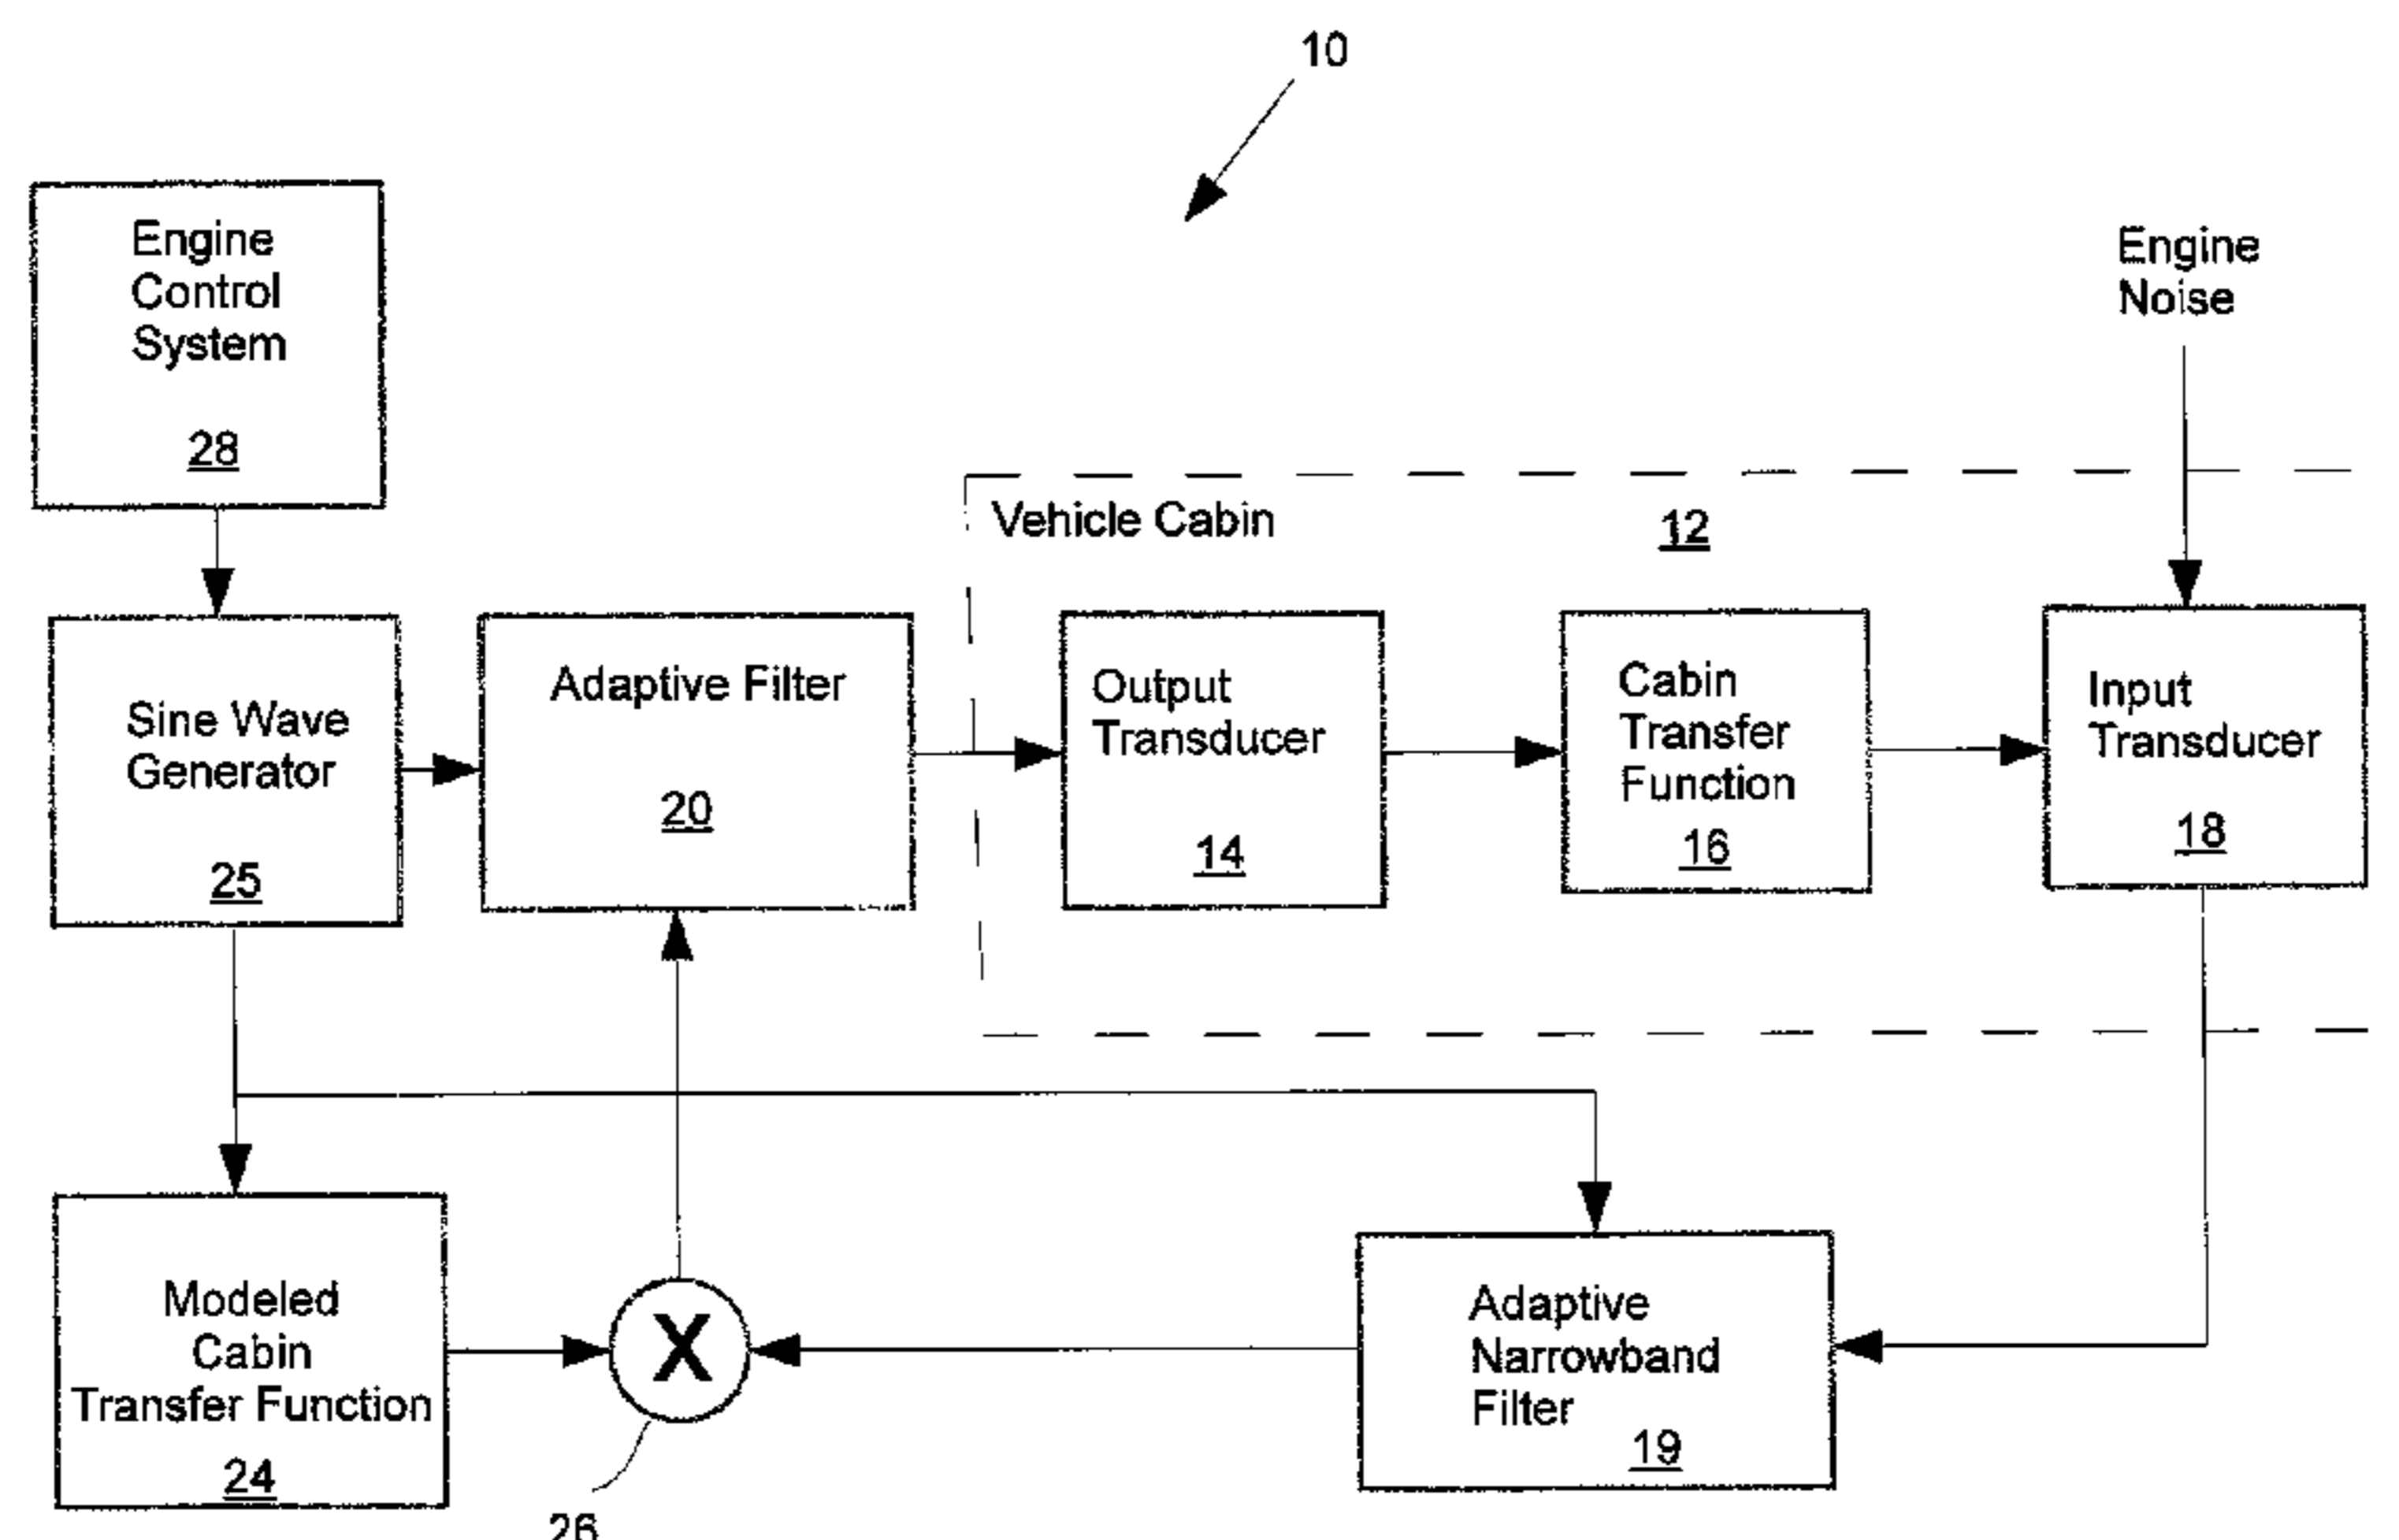 10
Engine
Control
System
28
Engine
Noise
Vehicle Cabin
12
Sine Wave
Generator
25
Adaptive Filter
20
Output
Transducer
14
Cabin
Transfer
Function
16
Input
Transducer
18
Modeled
Cabin
Transfer Function
24
X
26
Adaptive
Narrowband
Filter
19